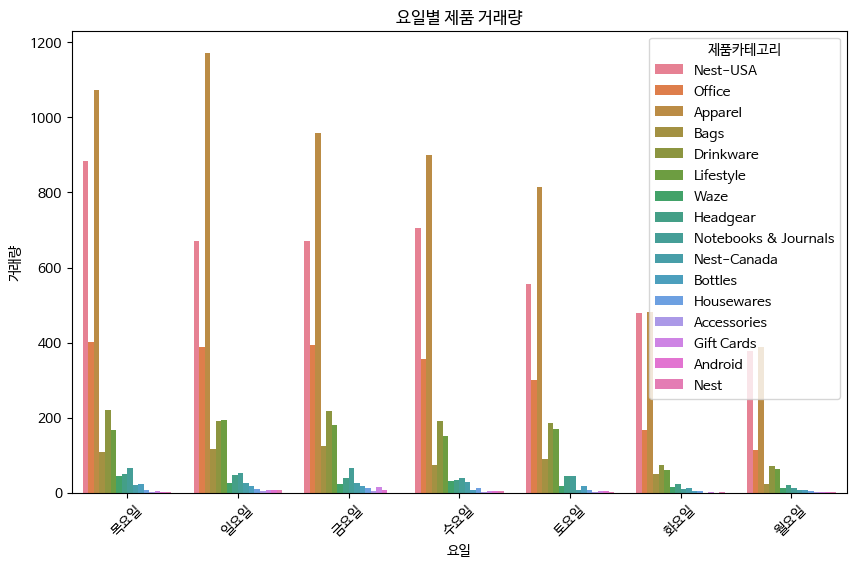 요일별 제품 거래량
제품카테고리
Nest-USA
Office
Apparel
Bags
Drinkware
Lifestyle
Waze
Headgear
Notebooks & Journals
Nest-Canada
Bottles
Housewares
Accessories
Gift Cards
Android
Nest
거래량
1200
1000
800
600
400
200
0
목요일
일요일
금요일
수요일
토요일
화요일
월요일
요일